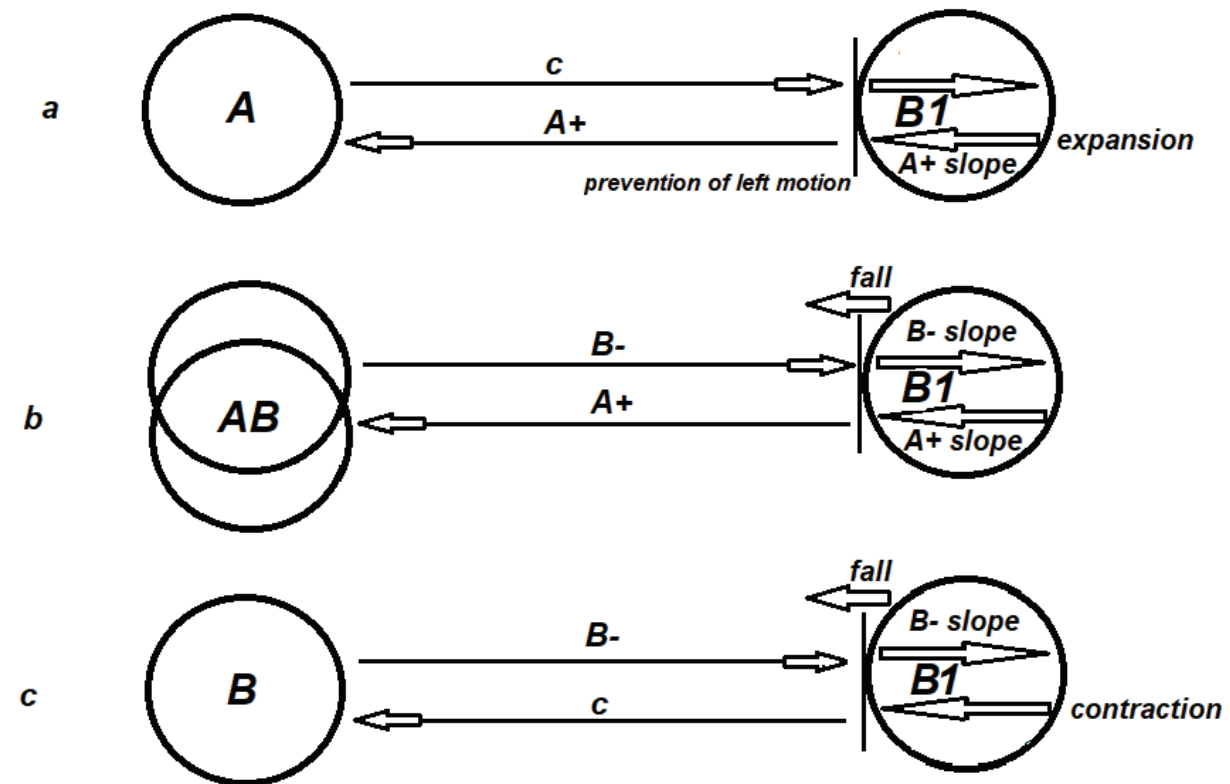 c
A
a
B1
A+
expansion
A+ slope
prevention of left motion
fall
B- slope
B-
B1
AB
A+
b
A+ slope
fall
B- slope
B-
B1
B
c
c
contraction